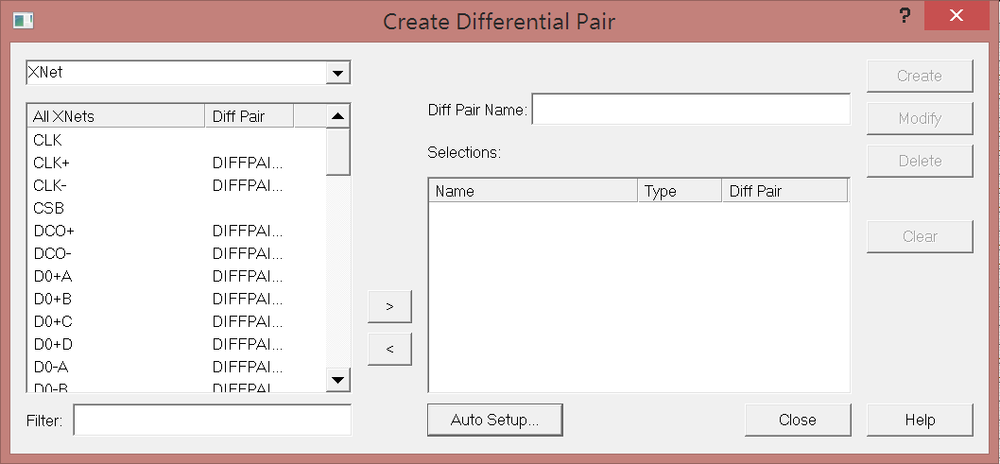 Create Differential Pair
?
XNet
All XNets Diff Pair
CLK
CLK+ DIFFPAI...
CLK- DIFFPAI...
CSB
DCO+ DIFFPAI...
DCO- DIFFPAI...
D0+A DIFFPAI...
D0+B DIFFPAI...
D0+C DIFFPAI...
D0+D DIFFPAI...
D0-A DIFFPAI...
D0-B DIFFPAI...
Filter:
>
<
Diff Pair Name:
Selections:
Name Type Diff Pair
Auto Setup...
Close
Help
Create
Modify
Delete
Clear